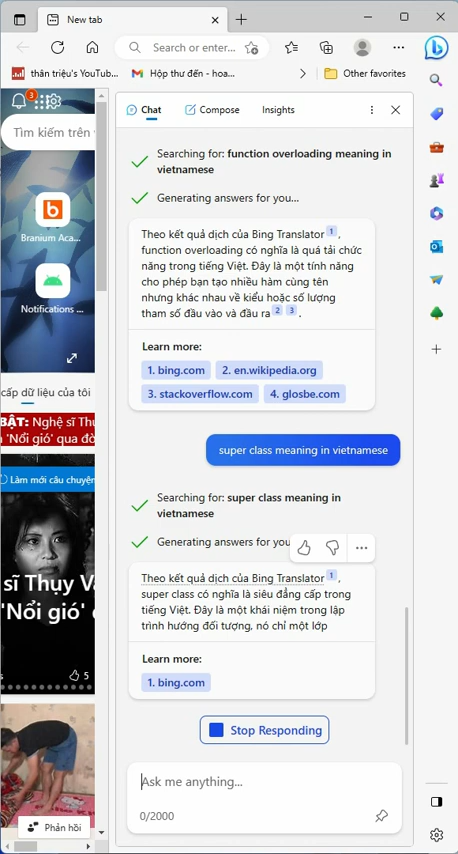 New tab
Search or enter...
thân triệu's YouTub...
Hộp thư đến - hoa...
Other favorites
3
Tìm kiếm trên
Branium Aca...
Notifications ...
cấp dữ liệu của tôi
BẬT: Nghệ sĩ Thụ
'Nổi gió' qua đờ
Làm mới câu chuyện
sĩ Thụy Vâ
'Nổi gió'
5
Phản hồi
Chat
Compose
Insights
Searching for: function overloading meaning in
vietnamese
Generating answers for you...
Theo kết quả dịch của Bing Translator 1 ,
function overloading có nghĩa là quá tải chức
năng trong tiếng Việt. Đây là một tính năng
cho phép bạn tạo nhiều hàm cùng tên
nhưng khác nhau về kiểu hoặc số lượng
tham số đầu vào và đầu ra 2 3 .
Learn more:
1. bing.com
2. en.wikipedia.org
3. stackoverflow.com
4. glosbe.com
super class meaning in vietnamese
Searching for: super class meaning in
vietnamese
Generating answers for you
Theo kết quả dịch của Bing Translator 1 ,
super class có nghĩa là siêu đẳng cấp trong
tiếng Việt. Đây là một khái niệm trong lập
trình hướng đối tượng, nó chỉ một lớp
Learn more:
1. bing.com
Stop Responding
Ask me anything...
0/2000